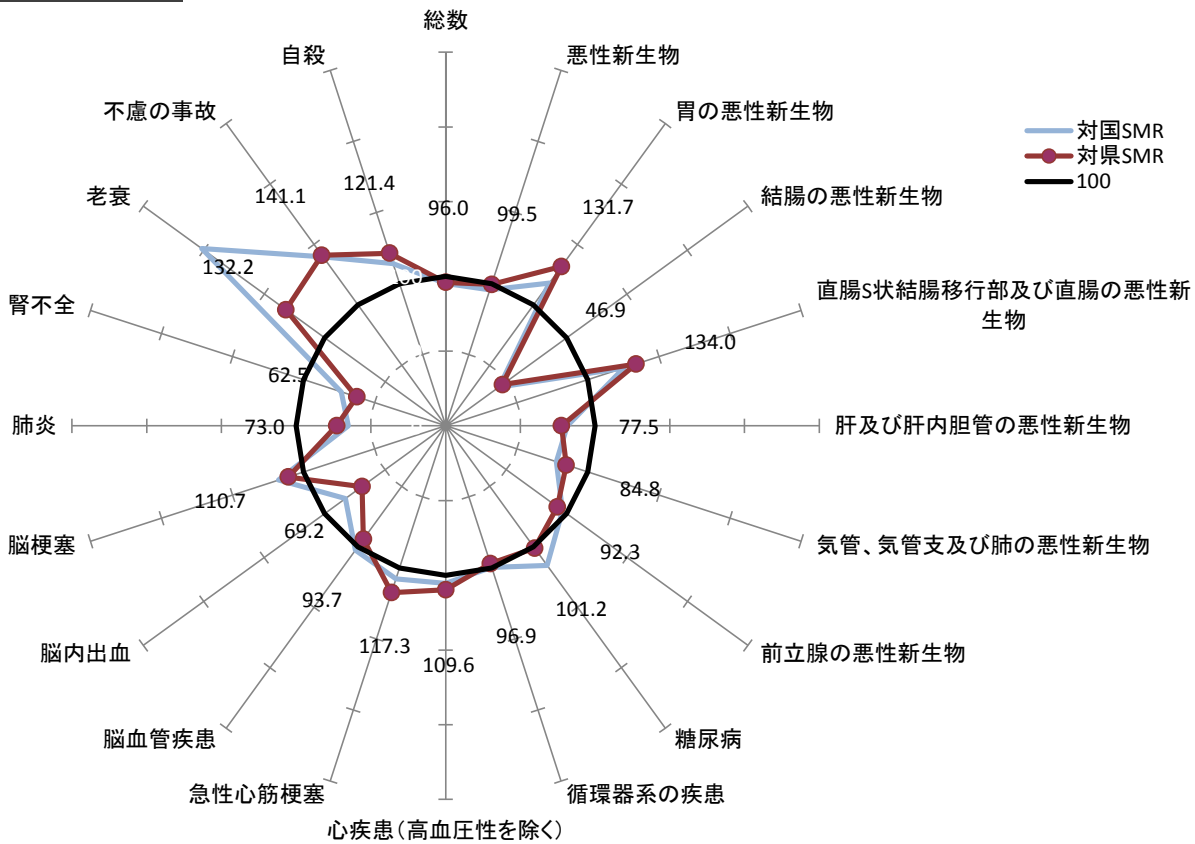 総数
自殺
悪性新生物
不慮の事故
胃の悪性新生物
対国SMR
対県SMR
100
老衰
結腸の悪性新生物
141.1
121.4
96.0
99.5
131.7
132.2
腎不全
46.9
直腸S状結腸移行部及び直腸の悪性新
生物
134.0
62.5
肺炎
73.0
77.5
肝及び肝内胆管の悪性新生物
110.7
84.8
脳梗塞
69.2
92.3
気管、気管支及び肺の悪性新生物
93.7
101.2
脳内出血
117.3
109.6
96.9
前立腺の悪性新生物
脳血管疾患
糖尿病
急性心筋梗塞
循環器系の疾患
心疾患(高血圧性を除く)